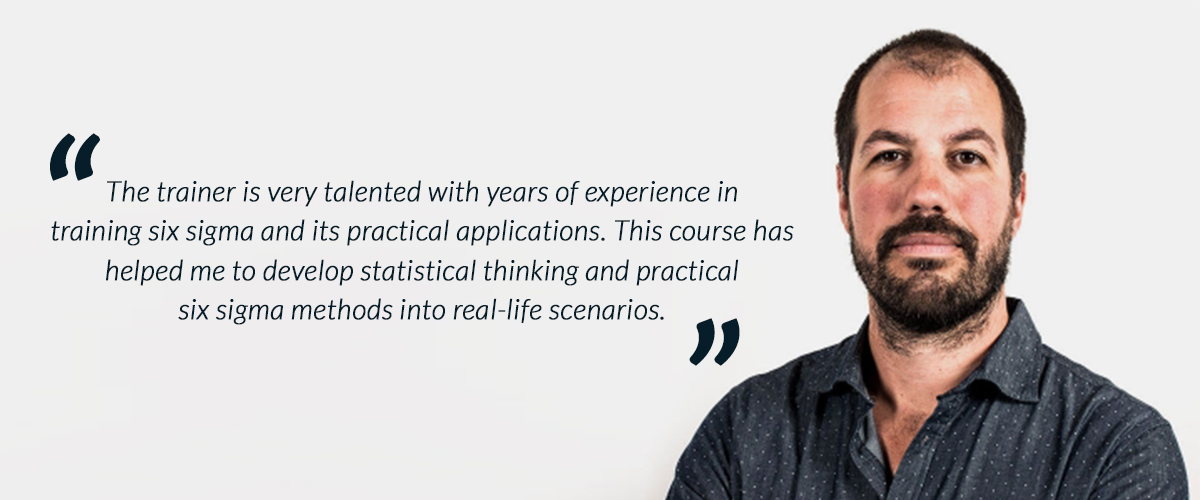 “ The trainer is very talented with years of experience in
training six sigma and its practical applications. This course has
helped me to develop statistical thinking and practical
six sigma methods into real-life scenarios. ”